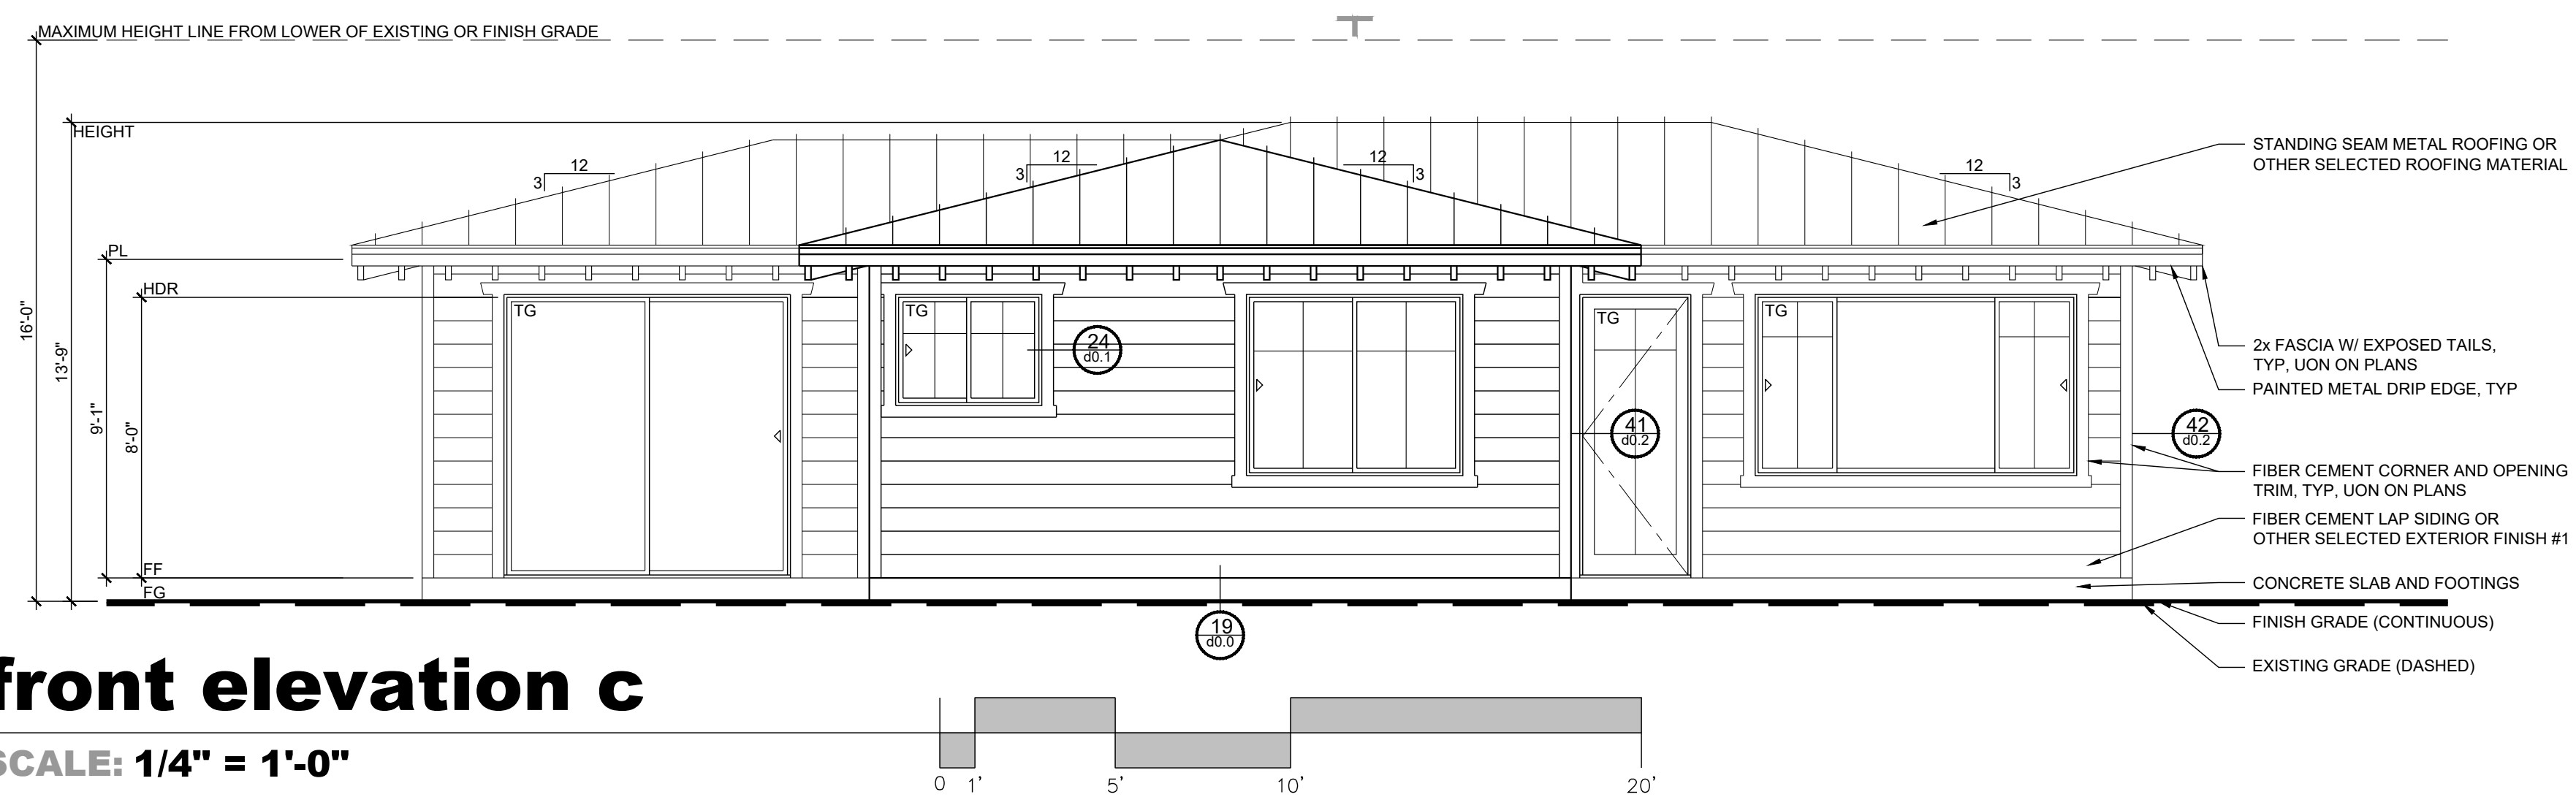 MAXIMUM HEIGHT LINE FROM LOWER OF EXISTING OR FINISH GRADE
HEIGHT
PL
HDR
FF
FG
16'-0"
13'-9"
9'-1"
8'-0"
12
3
12
3
12
3
12
3
TG
TG
TG
TG
24
d0.1
41
d0.2
42
d0.2
19
d0.0
STANDING SEAM METAL ROOFING OR
OTHER SELECTED ROOFING MATERIAL
2x FASCIA W/ EXPOSED TAILS,
TYP, UON ON PLANS
PAINTED METAL DRIP EDGE, TYP
FIBER CEMENT CORNER AND OPENING
TRIM, TYP, UON ON PLANS
FIBER CEMENT LAP SIDING OR
OTHER SELECTED EXTERIOR FINISH #1
CONCRETE SLAB AND FOOTINGS
FINISH GRADE (CONTINUOUS)
EXISTING GRADE (DASHED)
front elevation c
SCALE: 1/4" = 1'-0"
0 1' 5' 10' 20'